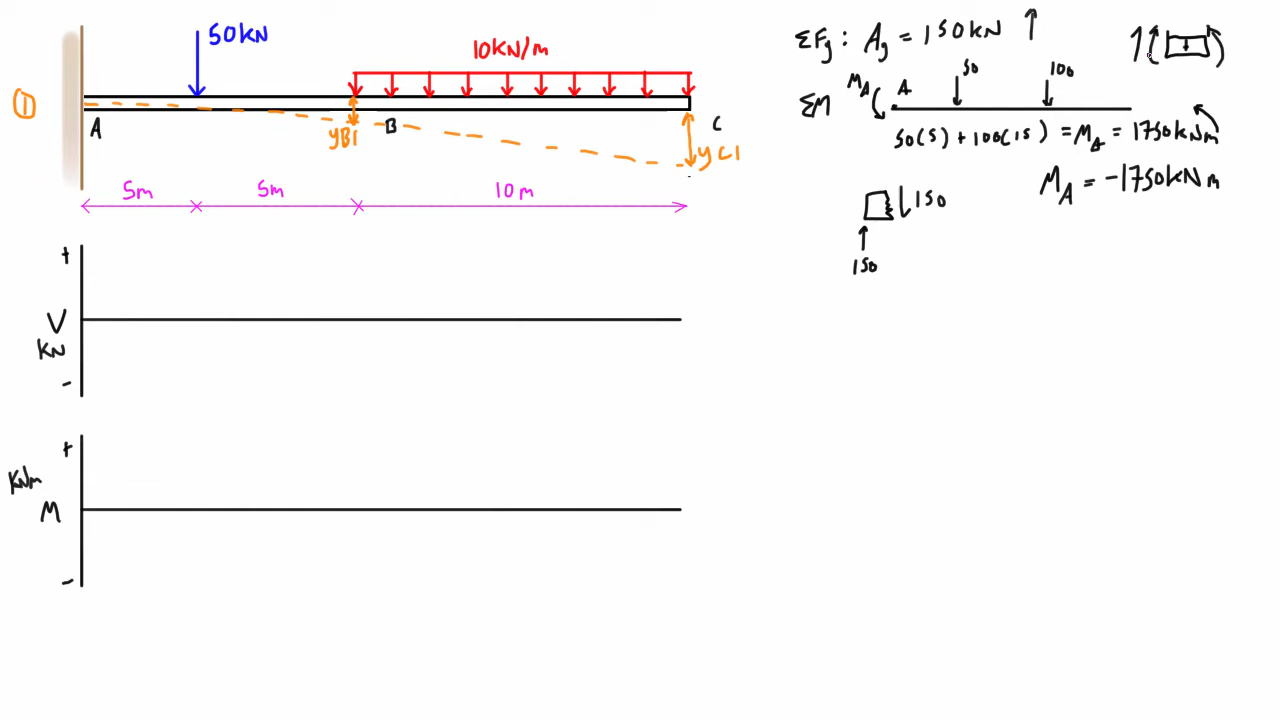 ①
50kN
10kN/m
A
yB1
B
C
yC1
5m
5m
10m
+
V
kN
-
+
kNm
M
-
ΣFy : Ay = 150kN ↑
ΣM
MA
A
50
100
50(5) + 100(15) = MA = 1750kNm
MA = -1750kNm
150
150